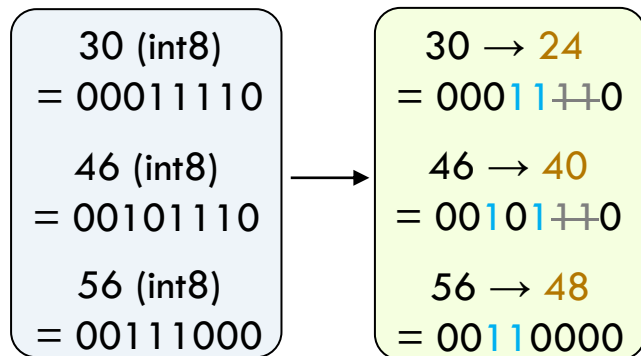 30 (int8)
= 00011110
46 (int8)
= 00101110
56 (int8)
= 00111000
30 → 24
= 00011110
46 → 40
= 00101110
56 → 48
= 00110000